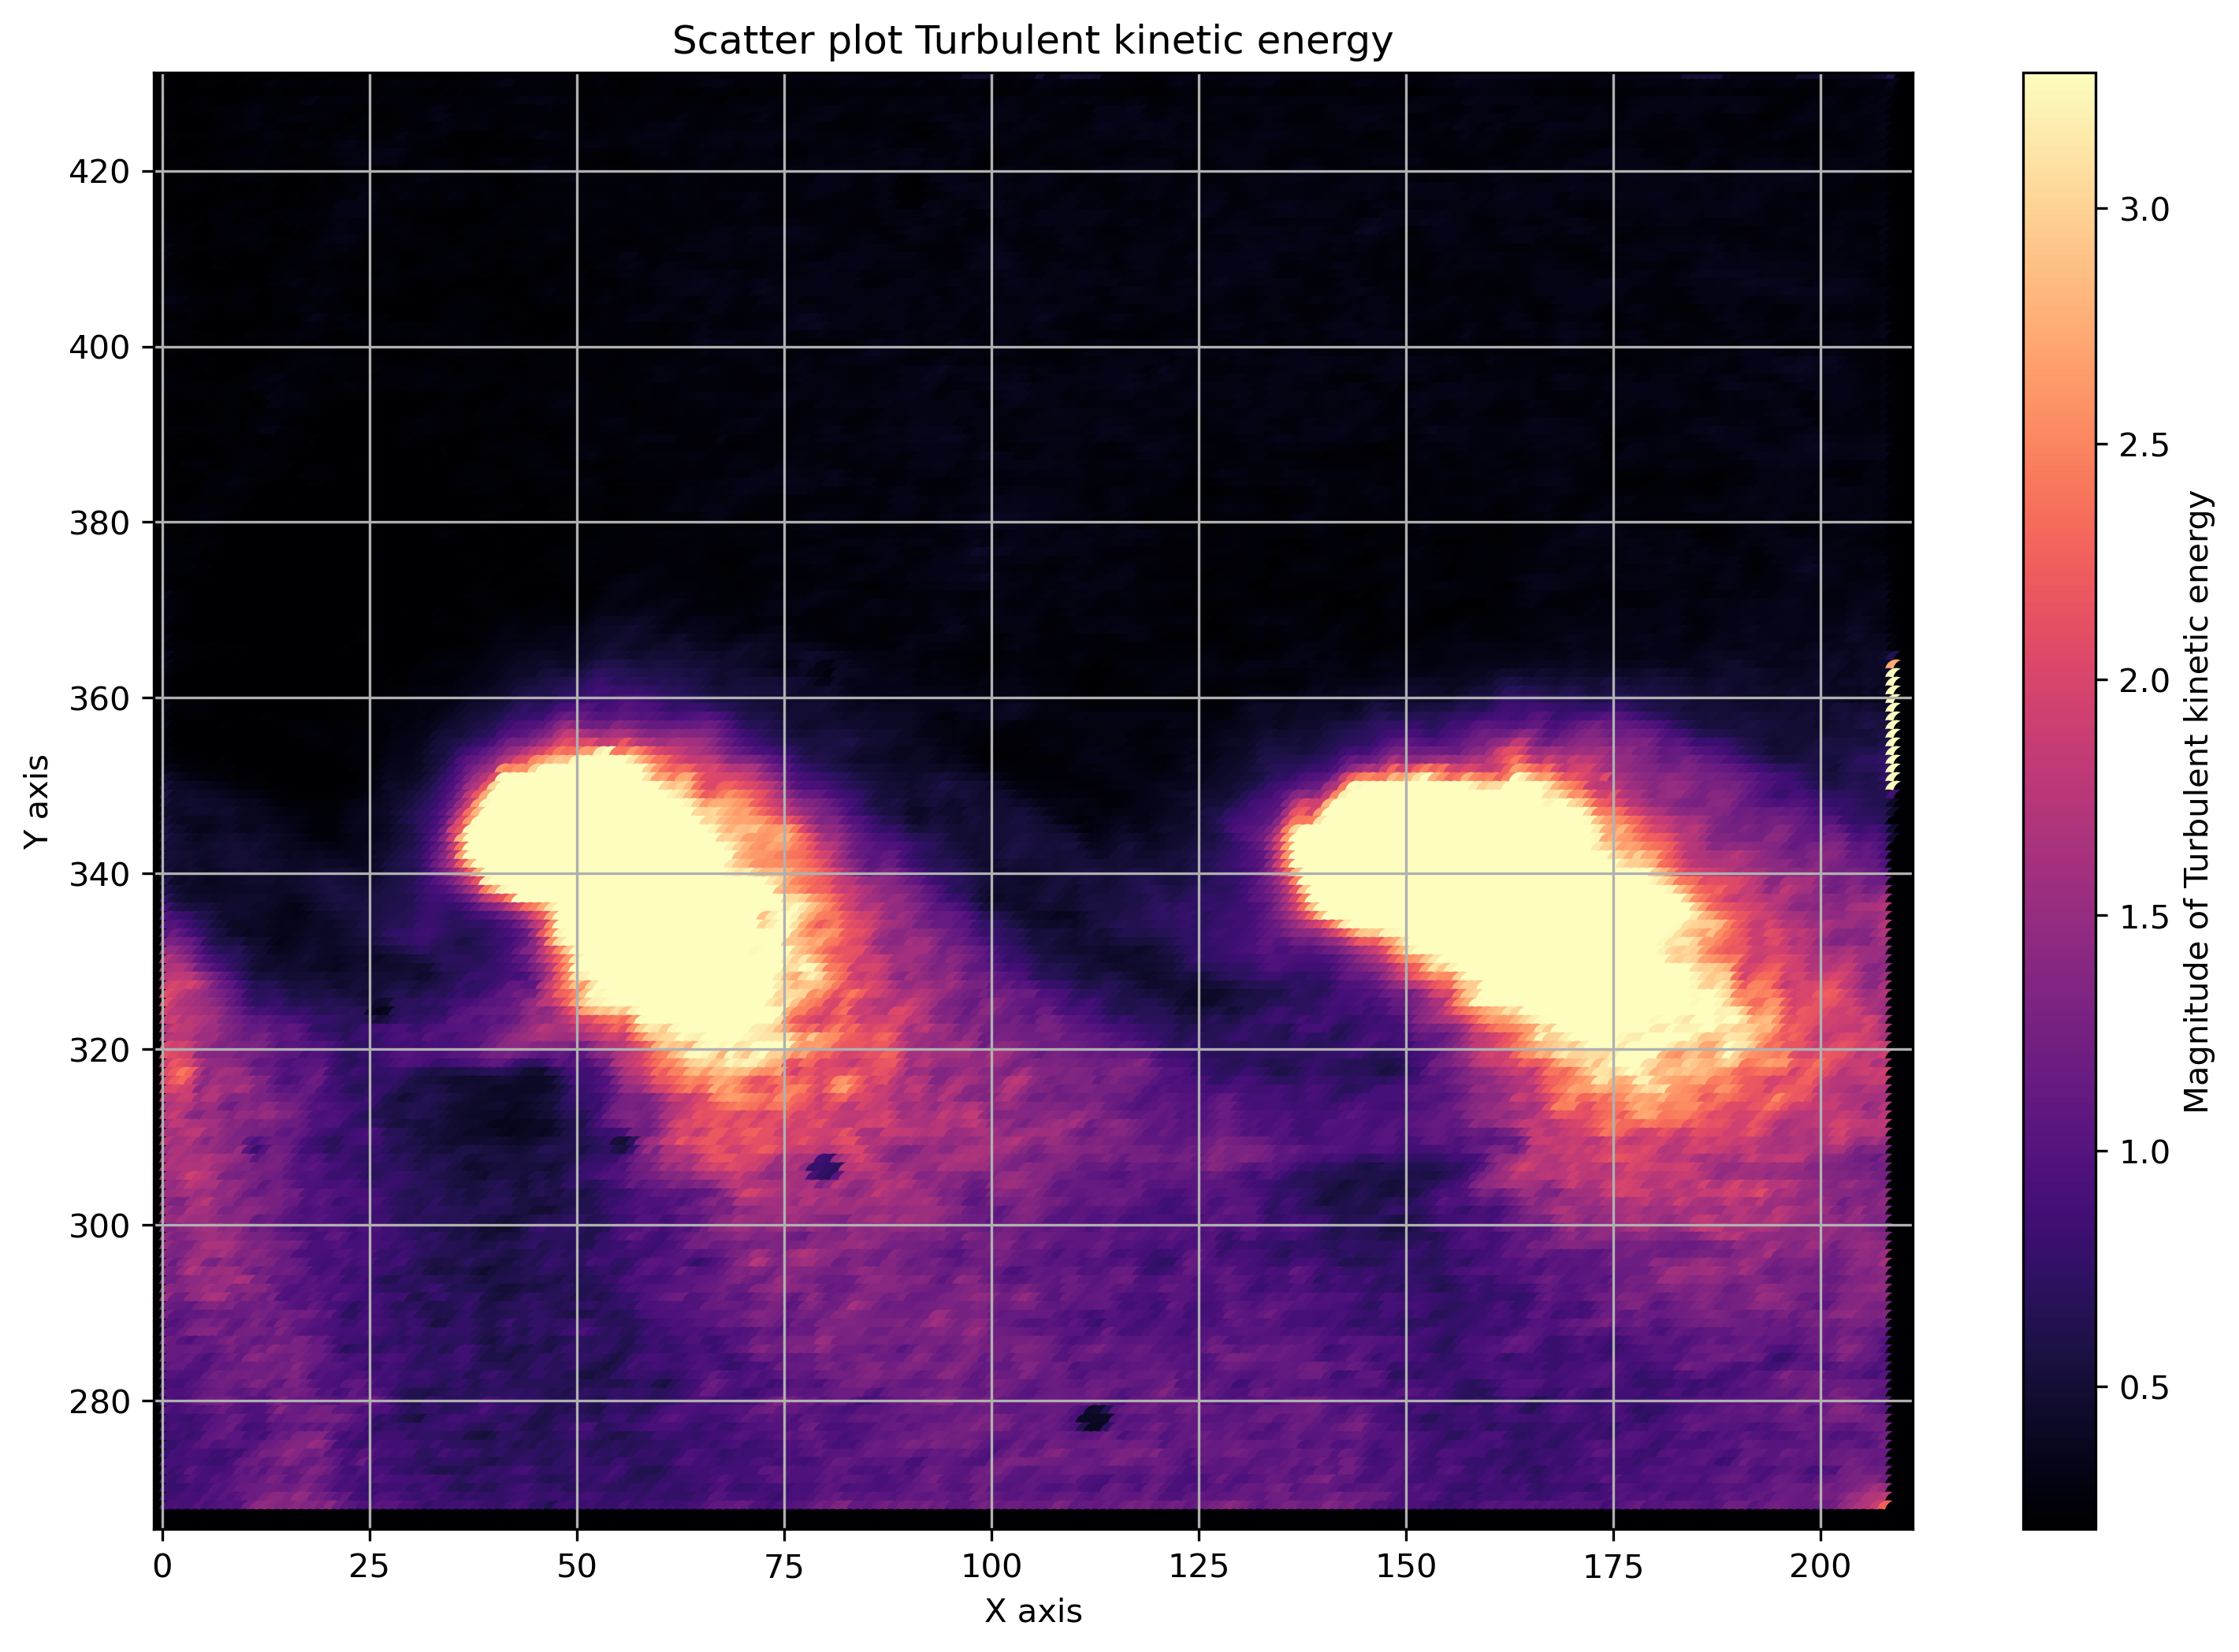 Scatter plot Turbulent kinetic energy
420
400
380
360
340
320
300
280
Y axis
0 25 50 75 100 125 150 175 200
X axis
3.0
2.5
2.0
1.5
1.0
0.5
Magnitude of Turbulent kinetic energy